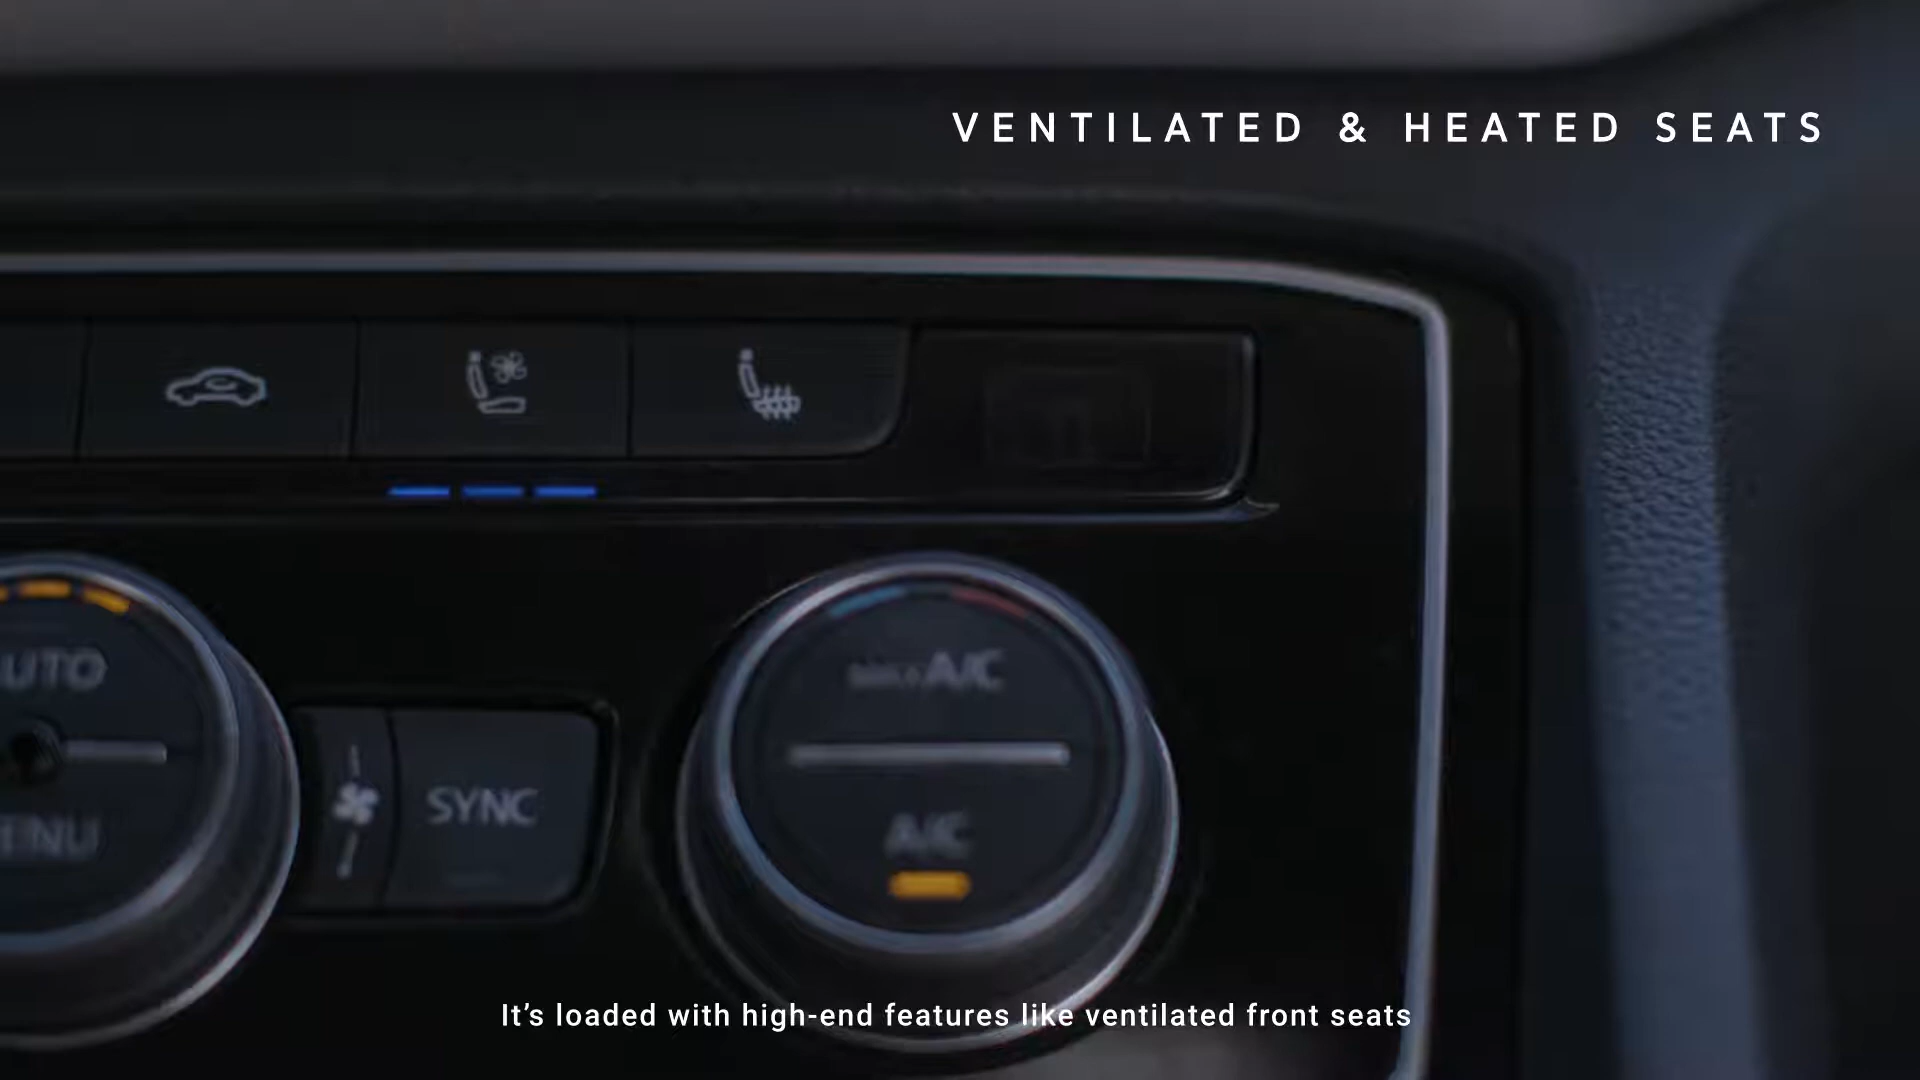 VENTILATED & HEATED SEATS
A/C
SYNC
A/C
It's loaded with high-end features like ventilated front seats